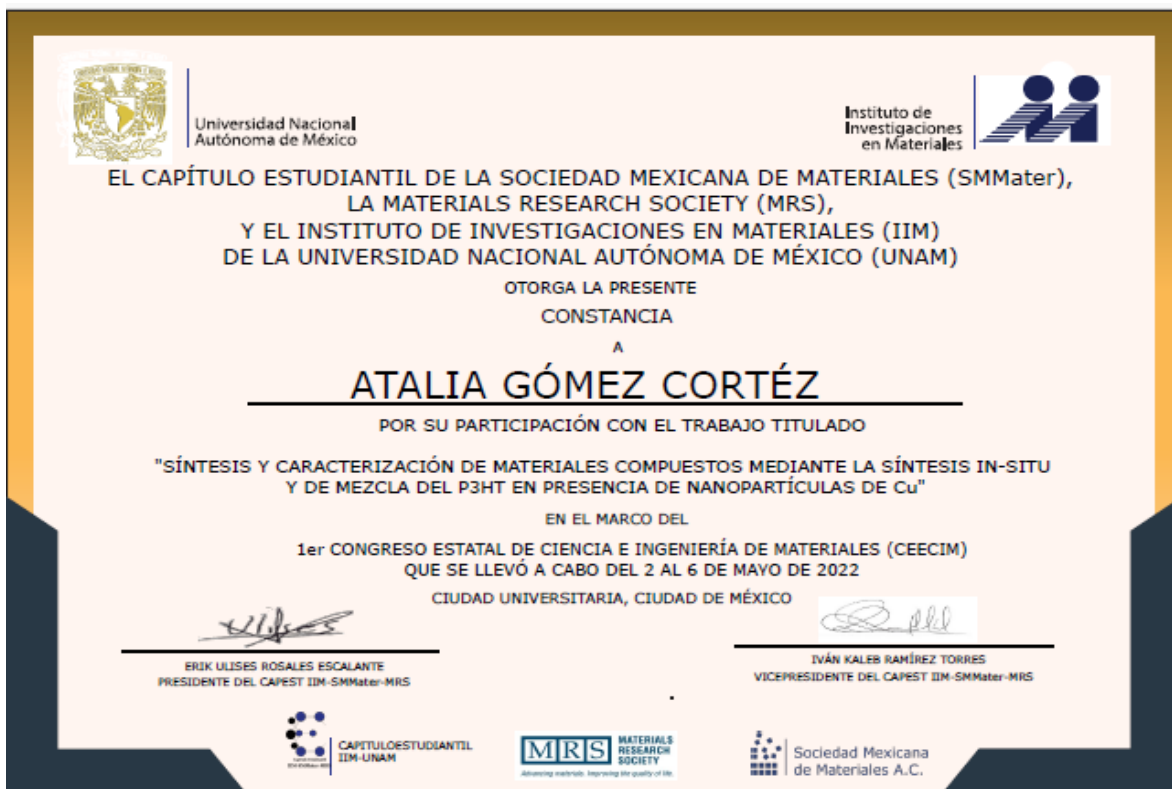 Universidad Nacional
Autónoma de México
Instituto de
Investigaciones
en Materiales
EL CAPÍTULO ESTUDIANTIL DE LA SOCIEDAD MEXICANA DE MATERIALES (SMMater),
LA MATERIALS RESEARCH SOCIETY (MRS),
Y EL INSTITUTO DE INVESTIGACIONES EN MATERIALES (IIM)
DE LA UNIVERSIDAD NACIONAL AUTÓNOMA DE MÉXICO (UNAM)
OTORGA LA PRESENTE
CONSTANCIA
A
ATALIA GÓMEZ CORTÉZ
POR SU PARTICIPACIÓN CON EL TRABAJO TITULADO
"SÍNTESIS Y CARACTERIZACIÓN DE MATERIALES COMPUESTOS MEDIANTE LA SÍNTESIS IN-SITU
Y DE MEZCLA DEL P3HT EN PRESENCIA DE NANOPARTÍCULAS DE Cu"
EN EL MARCO DEL
1er CONGRESO ESTATAL DE CIENCIA E INGENIERÍA DE MATERIALES (CEECIM)
QUE SE LLEVÓ A CABO DEL 2 AL 6 DE MAYO DE 2022
CIUDAD UNIVERSITARIA, CIUDAD DE MÉXICO
Ulises
ERIK ULISES ROSALES ESCALANTE
PRESIDENTE DEL CAPEST IIM-SMMater-MRS
IVÁN KALEB RAMÍREZ TORRES
VICEPRESIDENTE DEL CAPEST IIM-SMMater-MRS
CAPITULOESTUDIANTIL
IIM-UNAM
MRS MATERIALS
RESEARCH
SOCIETY
Advancing materials. Improving the quality of life.
Sociedad Mexicana
de Materiales A.C.